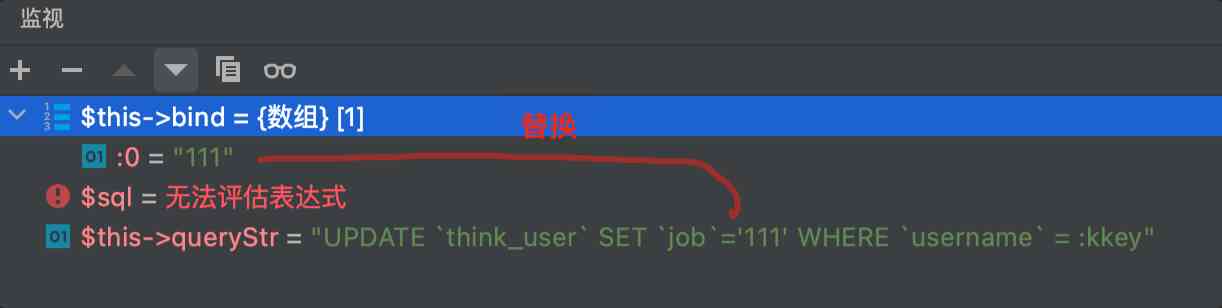 监视
$this->bind = {数组} [1]
替换
:0 = "111"
$sql = 无法评估表达式
$this->queryStr = "UPDATE `think_user` SET `job`='111' WHERE `username` = :kkey"